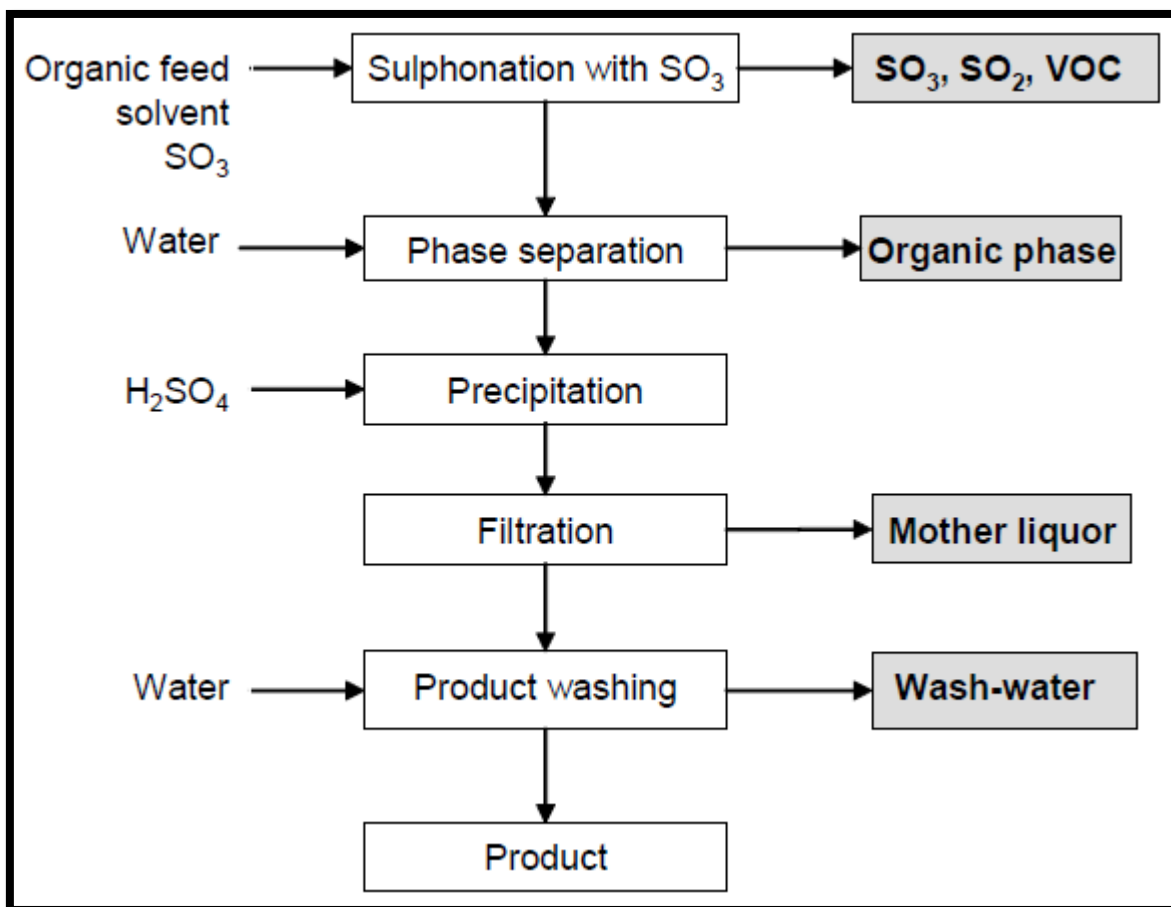 Organic feed
solvent
SO₃
Sulphonation with SO₃
SO₃, SO₂, VOC
Water
Phase separation
Organic phase
H₂SO₄
Precipitation
Filtration
Mother liquor
Water
Product washing
Wash-water
Product